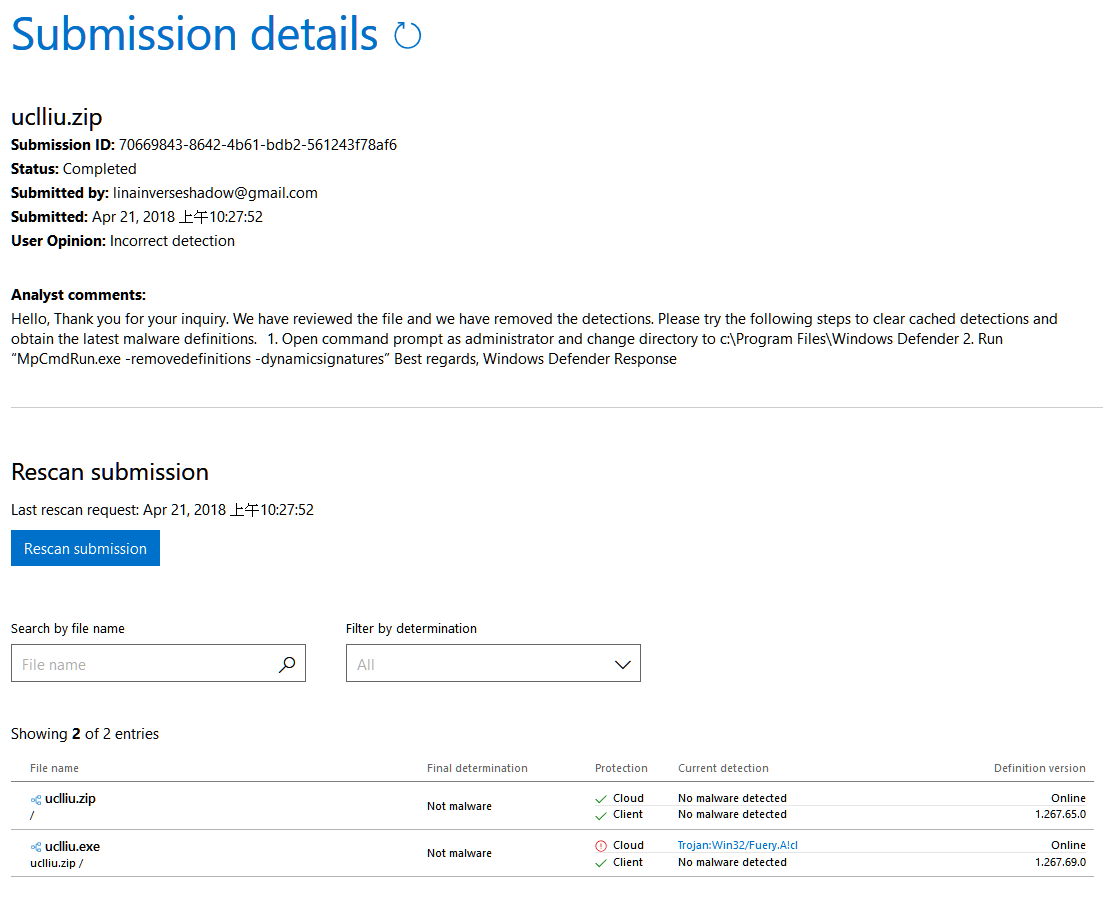 Submission details
uclliu.zip
Submission ID: 70669843-8642-4b61-bdb2-561243f78af6
Status: Completed
Submitted by: linainverseshadow@gmail.com
Submitted: Apr 21, 2018 上午10:27:52
User Opinion: Incorrect detection
Analyst comments:
Hello, Thank you for your inquiry. We have reviewed the file and we have removed the detections. Please try the following steps to clear cached detections and
obtain the latest malware definitions.   1. Open command prompt as administrator and change directory to c:\Program Files\Windows Defender 2. Run
“MpCmdRun.exe -removedefinitions -dynamicsignatures” Best regards, Windows Defender Response
Rescan submission
Last rescan request: Apr 21, 2018 上午10:27:52
Rescan submission
Search by file name Filter by determination
File name All
Showing 2 of 2 entries
File name Final determination Protection Current detection Definition version
uclliu.zip Not malware Cloud No malware detected Online
/ Client No malware detected 1.267.65.0
uclliu.exe Not malware Cloud Trojan:Win32/Fuery.A!cl Online
uclliu.zip / Client No malware detected 1.267.69.0